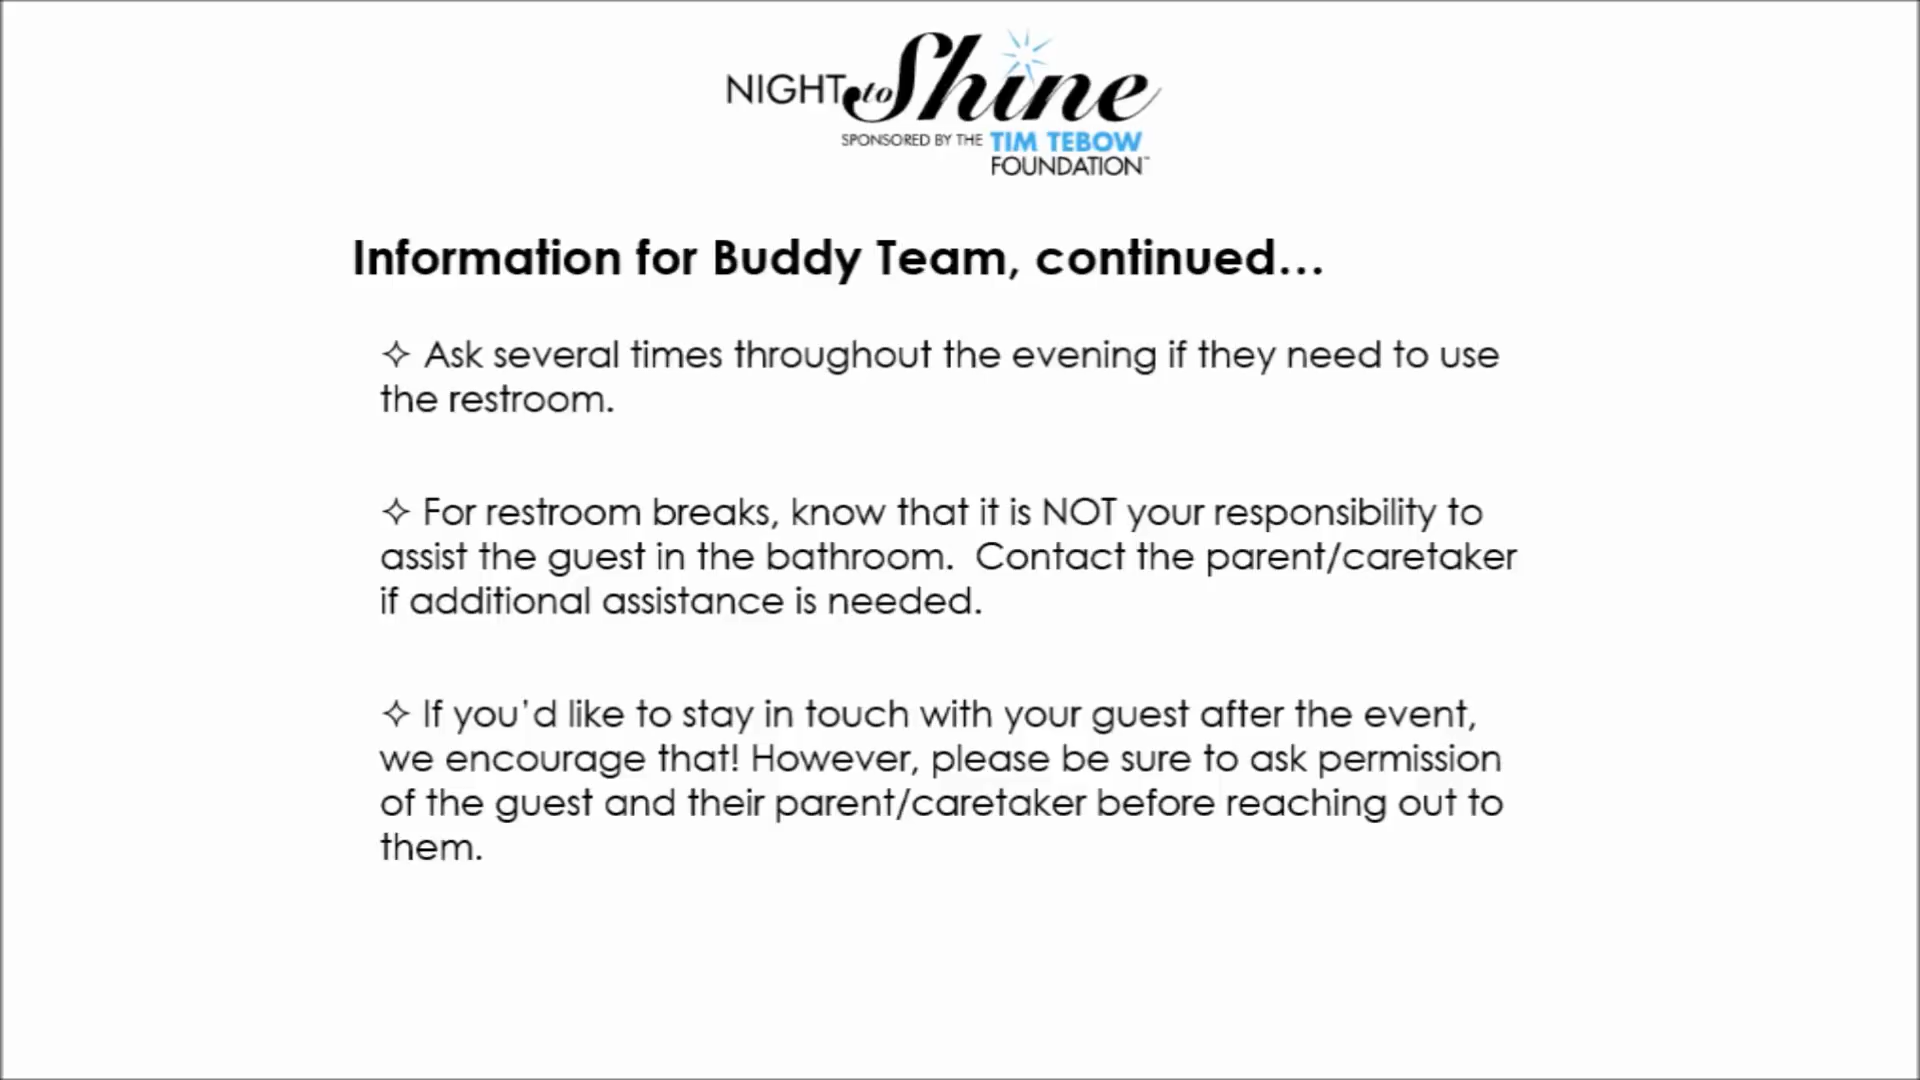 NIGHT to Shine
SPONSORED BY THE TIM TEBOW
FOUNDATION™
Information for Buddy Team, continued...
✧ Ask several times throughout the evening if they need to use
the restroom.
✧ For restroom breaks, know that it is NOT your responsibility to
assist the guest in the bathroom.  Contact the parent/caretaker
if additional assistance is needed.
✧ If you’d like to stay in touch with your guest after the event,
we encourage that! However, please be sure to ask permission
of the guest and their parent/caretaker before reaching out to
them.